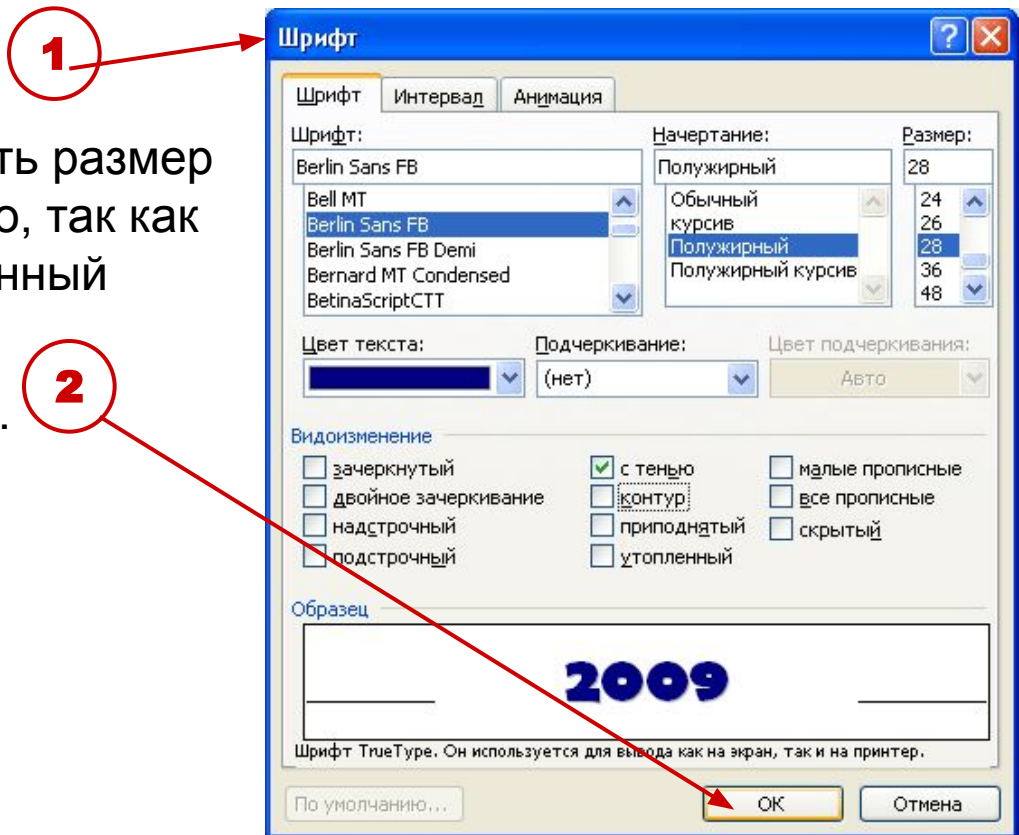 1
Шрифт
Шрифт Интервал Анимация
Шрифт: Начертание: Размер:
Berlin Sans FB Полужирный 28
Bell MT Обычный 24
Berlin Sans FB курсив 26
Berlin Sans FB Demi Полужирный 28
Bernard MT Condensed Полужирный курсив 36
BetinaScriptCTT 48
ть размер
о, так как
нный
2
.
Цвет текста: Подчеркивание: Цвет подчеркивания:
(нет) Авто
Видоизменение
зачеркнутый с тенью малые прописные
двойное зачеркивание контур все прописные
надстрочный приподнятый скрытый
подстрочный утопленный
Образец
2009
Шрифт TrueType. Он используется для вывода как на экран, так и на принтер.
По умолчанию... ОК Отмена